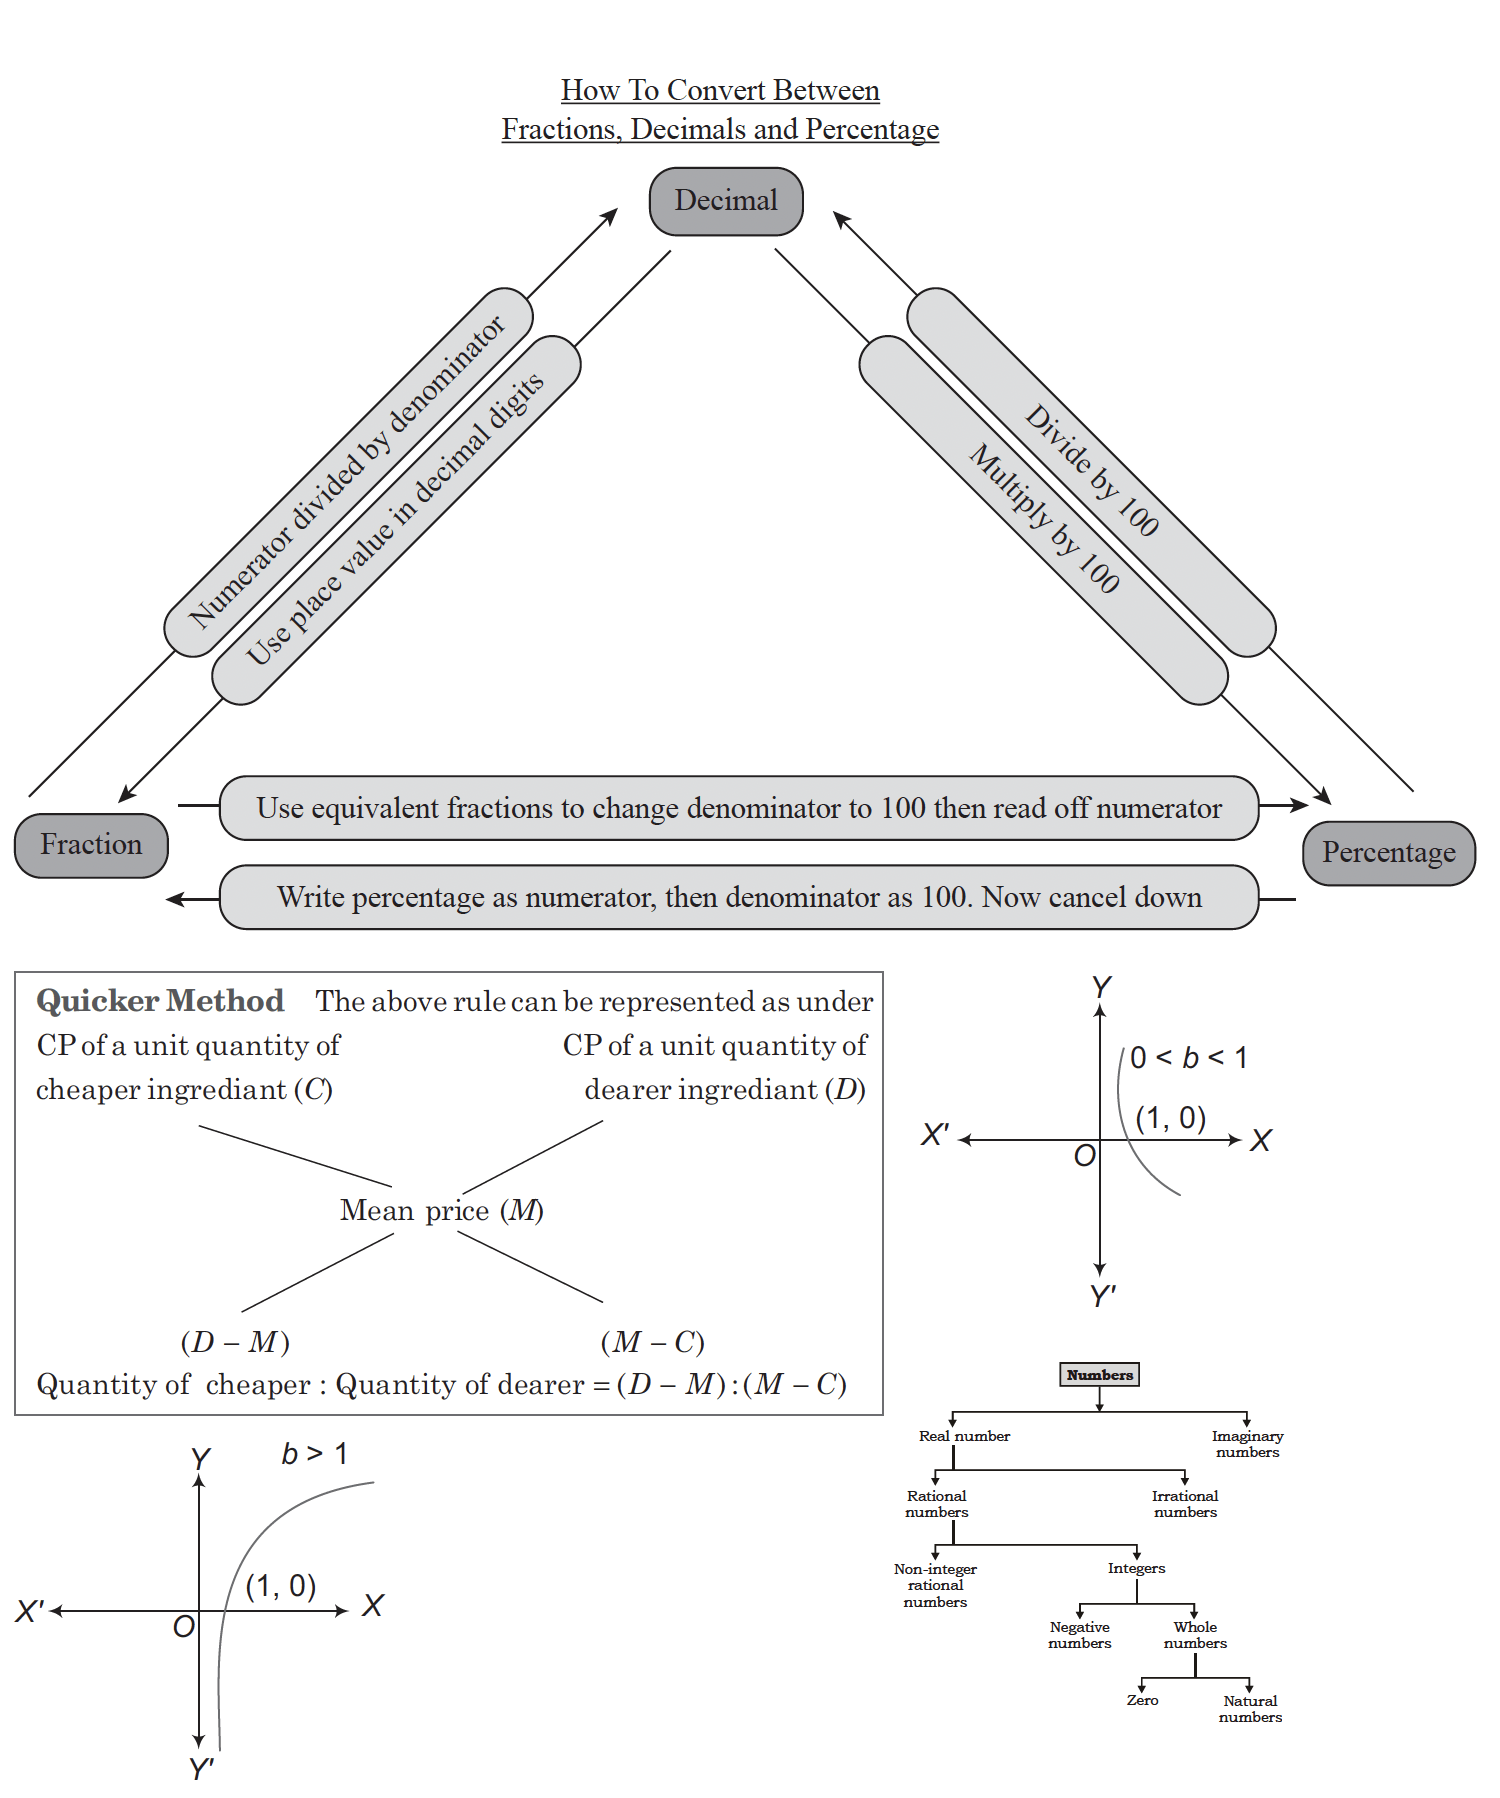 How To Convert Between
Fractions, Decimals and Percentage
Decimal
Numerator divided by denominator
Use place value in decimal digits
Divide by 100
Multiply by 100
Use equivalent fractions to change denominator to 100 then read off numerator
Fraction
Percentage
Write percentage as numerator, then denominator as 100. Now cancel down
Quicker Method The above rule can be represented as under
CP of a unit quantity of
cheaper ingrediant (C)
CP of a unit quantity of
dearer ingrediant (D)
Mean price (M)
(D – M)
(M – C)
Quantity of cheaper : Quantity of dearer = (D – M) : (M – C)
Y
0 < b < 1
(1, 0)
X'
X
O
Y'
Numbers
Real number
Imaginary
numbers
Rational
numbers
Irrational
numbers
Non-integer
rational
numbers
Integers
Negative
numbers
Whole
numbers
Zero
Natural
numbers
Y
b > 1
(1, 0)
X'
X
O
Y'